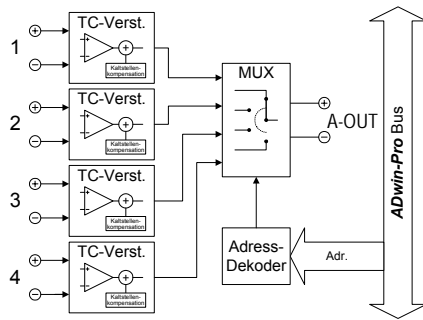 1
TC-Verst.
Kaltstellen-
kompensation
2
TC-Verst.
Kaltstellen-
kompensation
3
TC-Verst.
Kaltstellen-
kompensation
4
TC-Verst.
Kaltstellen-
kompensation
MUX
A-OUT
Adress-
Dekoder
Adr.
ADwin-Pro Bus